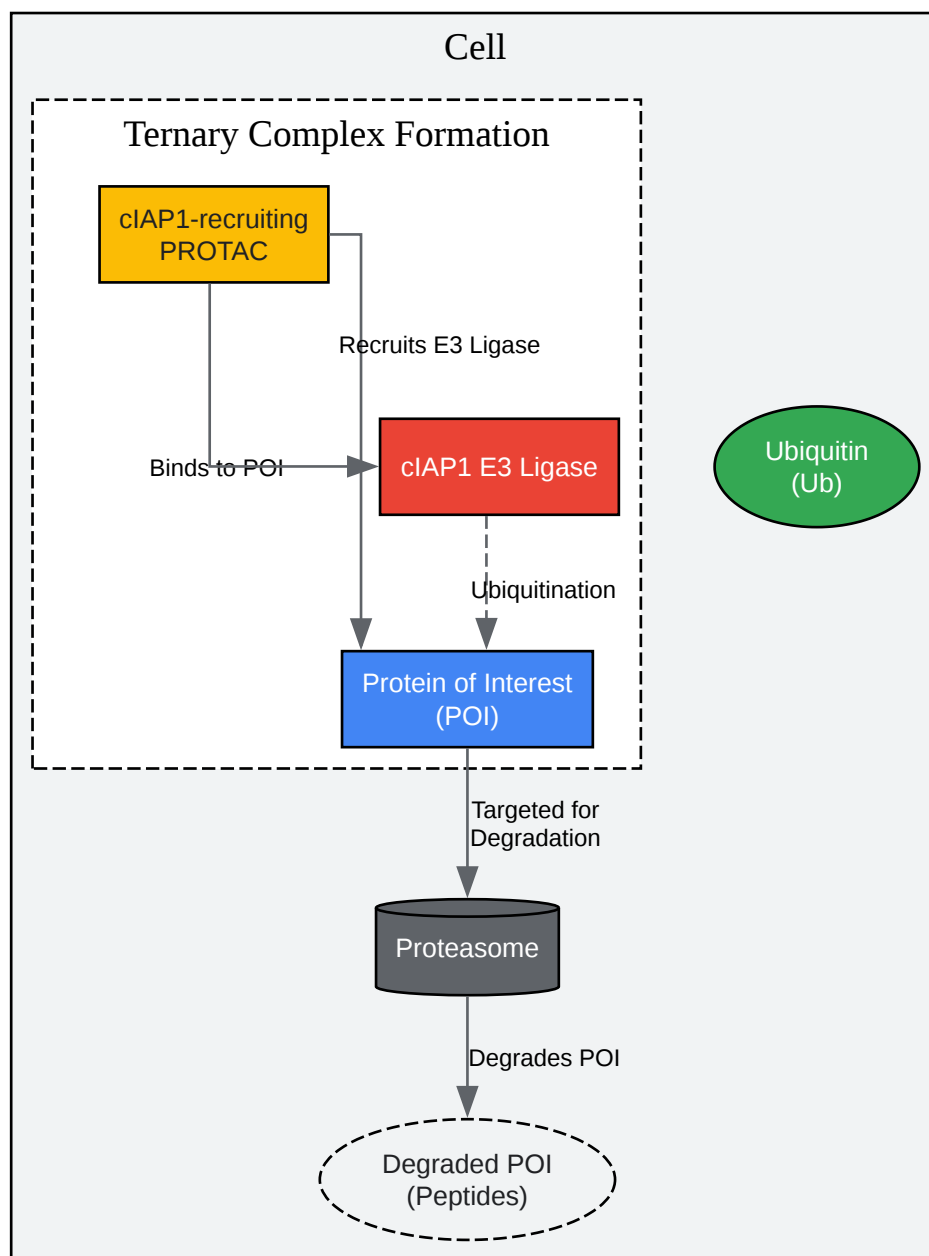 Cell
Ternary Complex Formation
cIAP1-recruiting
PROTAC
Recruits E3 Ligase
Binds to POI
cIAP1 E3 Ligase
Ubiquitin
(Ub)
Ubiquitination
Protein of Interest
(POI)
Targeted for
Degradation
Proteasome
Degrades POI
Degraded POI
(Peptides)